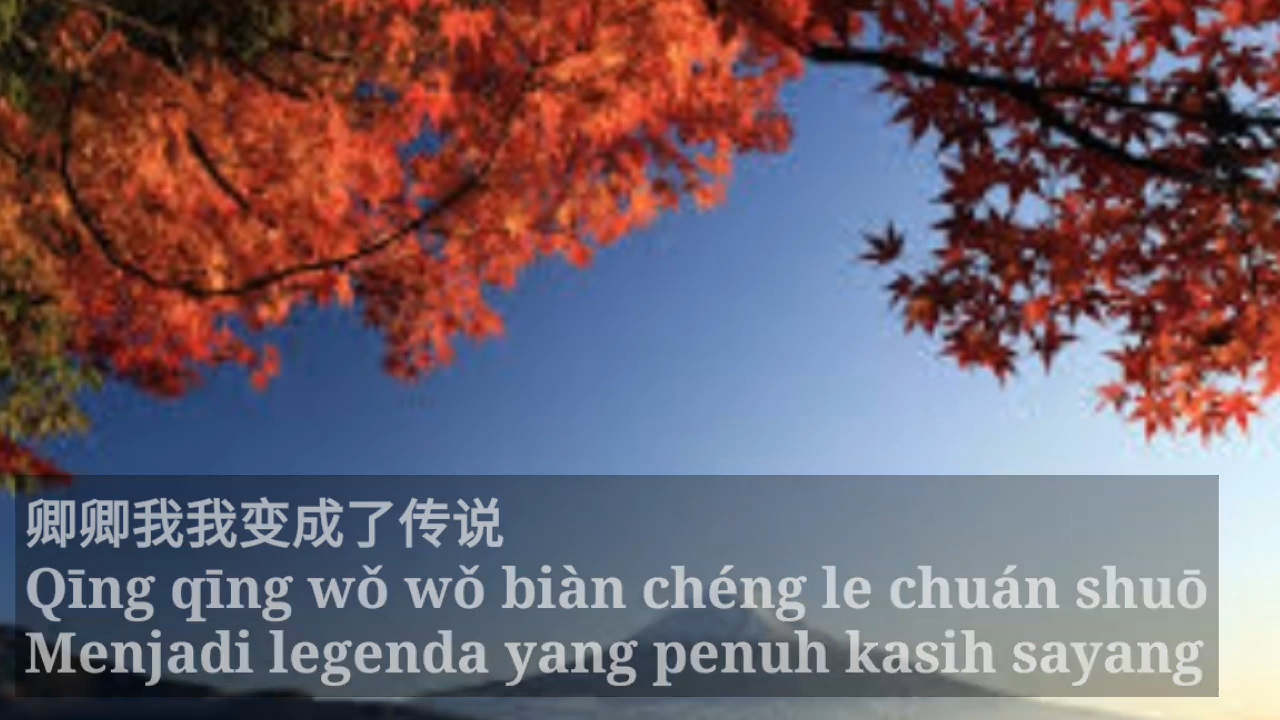 卿卿我我变成了传说
Qīng qīng wǒ wǒ biàn chéng le chuán shuō
Menjadi legenda yang penuh kasih sayang